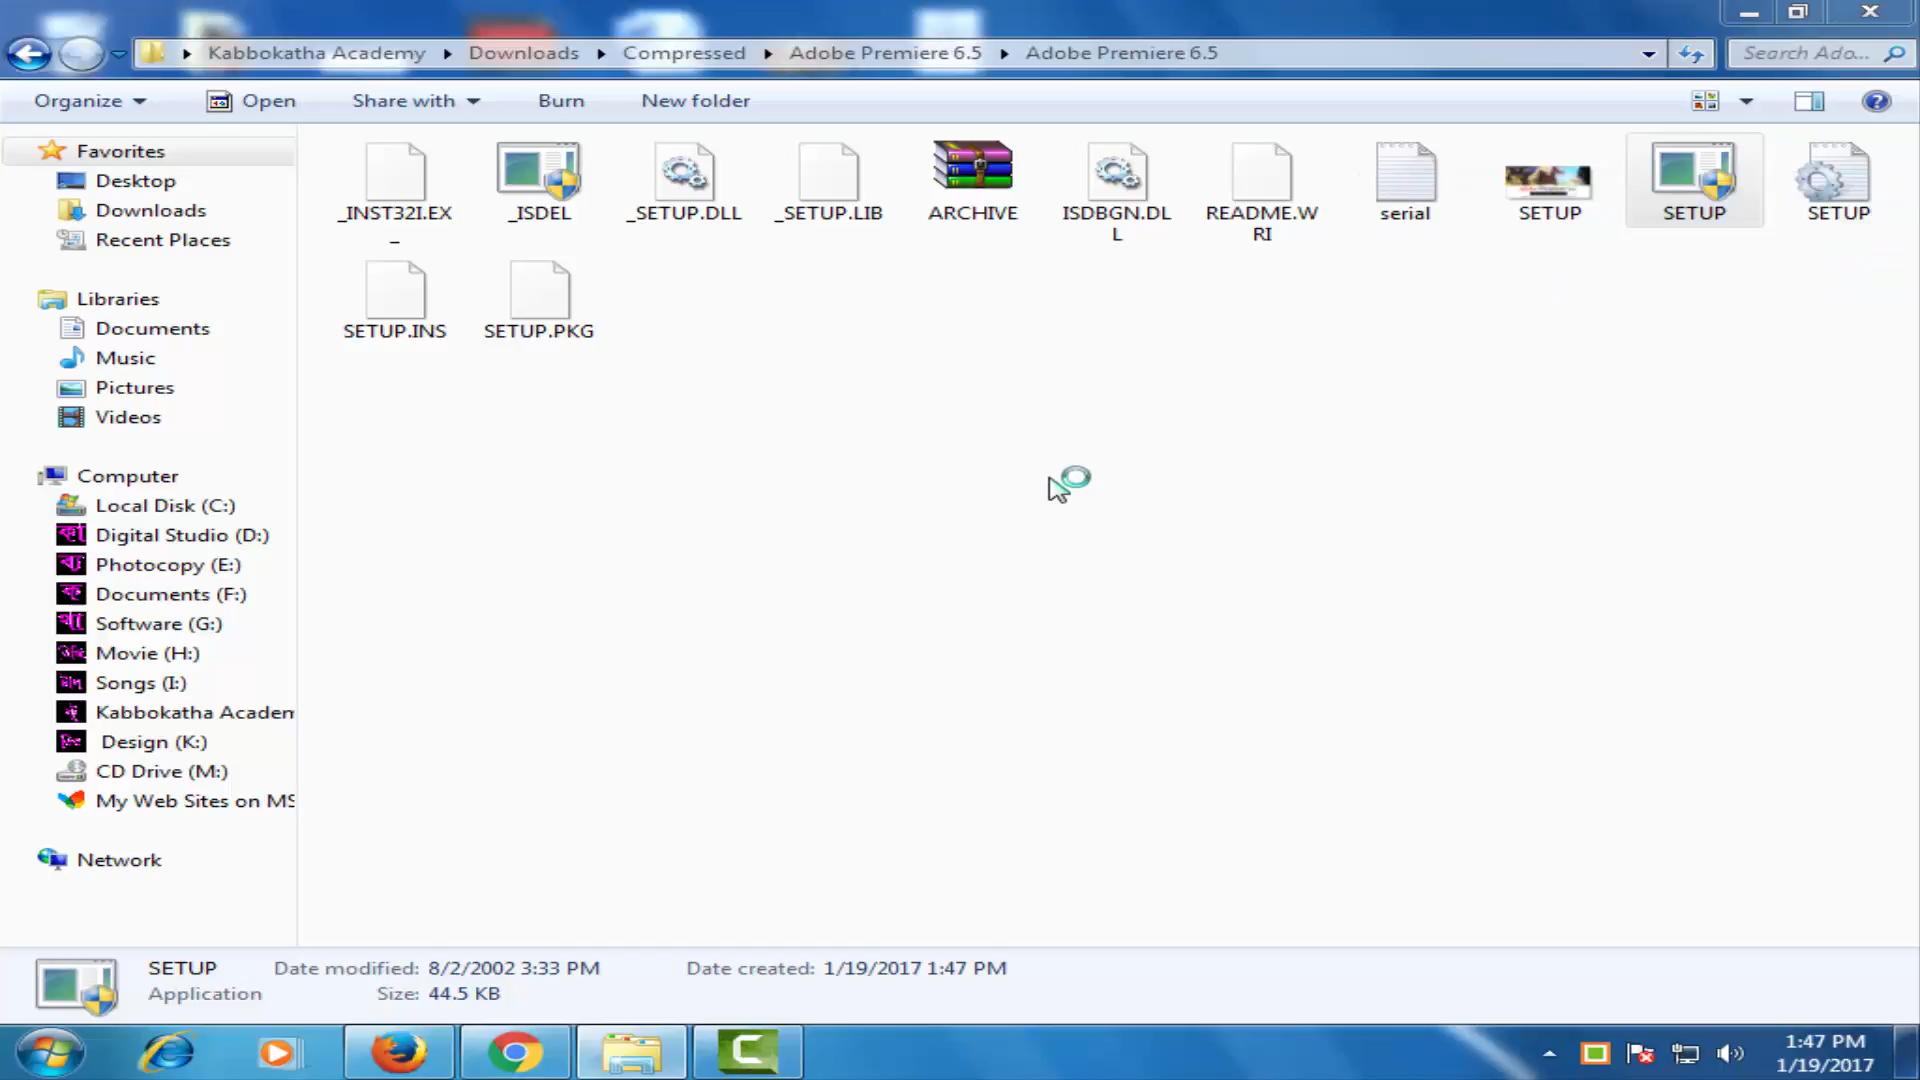 Kabbokatha Academy Downloads Compressed Adobe Premiere 6.5 Adobe Premiere 6.5 Search Ado...
Organize Open Share with Burn New folder
Favorites
Desktop
Downloads
Recent Places
Libraries
Documents
Music
Pictures
Videos
Computer
Local Disk (C:)
Digital Studio (D:)
Photocopy (E:)
Documents (F:)
Software (G:)
Movie (H:)
Songs (I:)
Kabbokatha Academ
Design (K:)
CD Drive (M:)
My Web Sites on MS
Network
_INST32I.EX
_
_ISDEL
_SETUP.DLL
_SETUP.LIB
ARCHIVE
ISDBGN.DL
L
README.W
RI
serial
SETUP
SETUP
SETUP
SETUP.INS
SETUP.PKG
SETUP Date modified: 8/2/2002 3:33 PM Date created: 1/19/2017 1:47 PM
Application Size: 44.5 KB
1:47 PM
1/19/2017